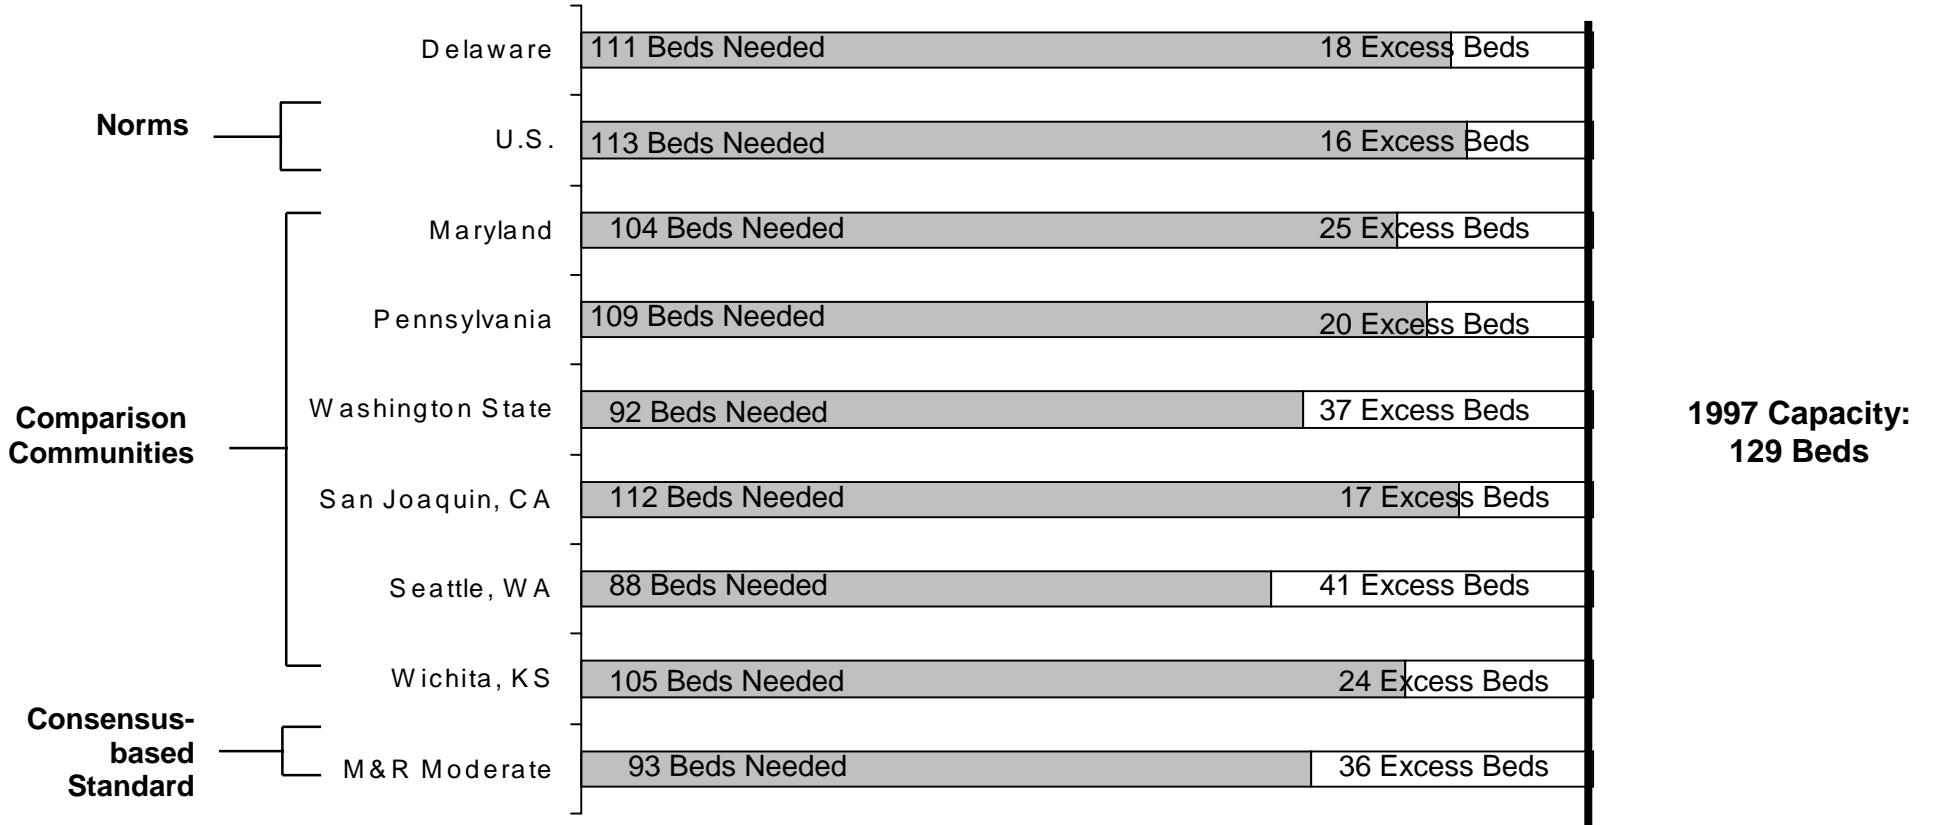 Delaware
111 Beds Needed
18 Excess Beds
Norms
U.S.
113 Beds Needed
16 Excess Beds
Maryland
104 Beds Needed
25 Excess Beds
Pennsylvania
109 Beds Needed
20 Excess Beds
Comparison
Communities
Washington State
92 Beds Needed
37 Excess Beds
1997 Capacity:
129 Beds
San Joaquin, CA
112 Beds Needed
17 Excess Beds
Seattle, WA
88 Beds Needed
41 Excess Beds
Wichita, KS
105 Beds Needed
24 Excess Beds
Consensus-
based
Standard
M&R Moderate
93 Beds Needed
36 Excess Beds